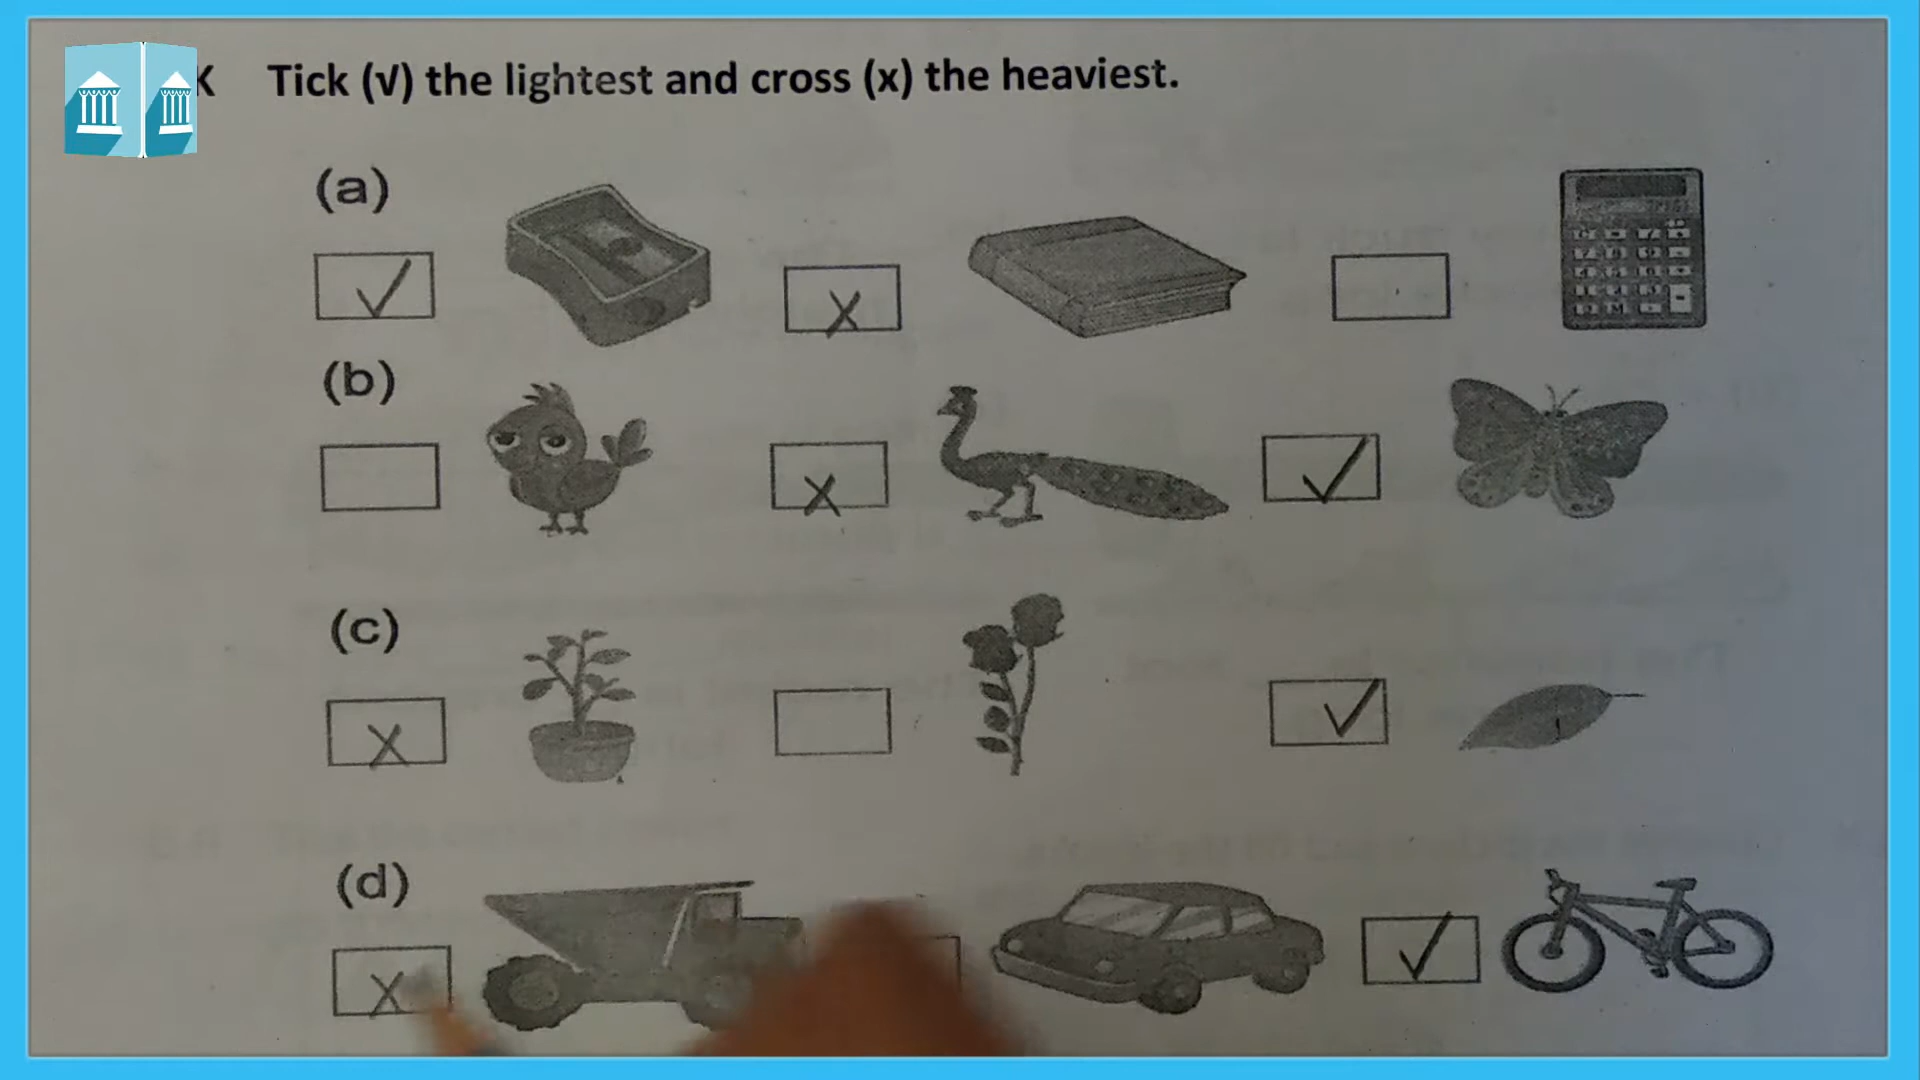 K Tick (√) the lightest and cross (x) the heaviest.
(a)
✓ x
(b)
x ✓
(c)
x ✓
(d)
x ✓